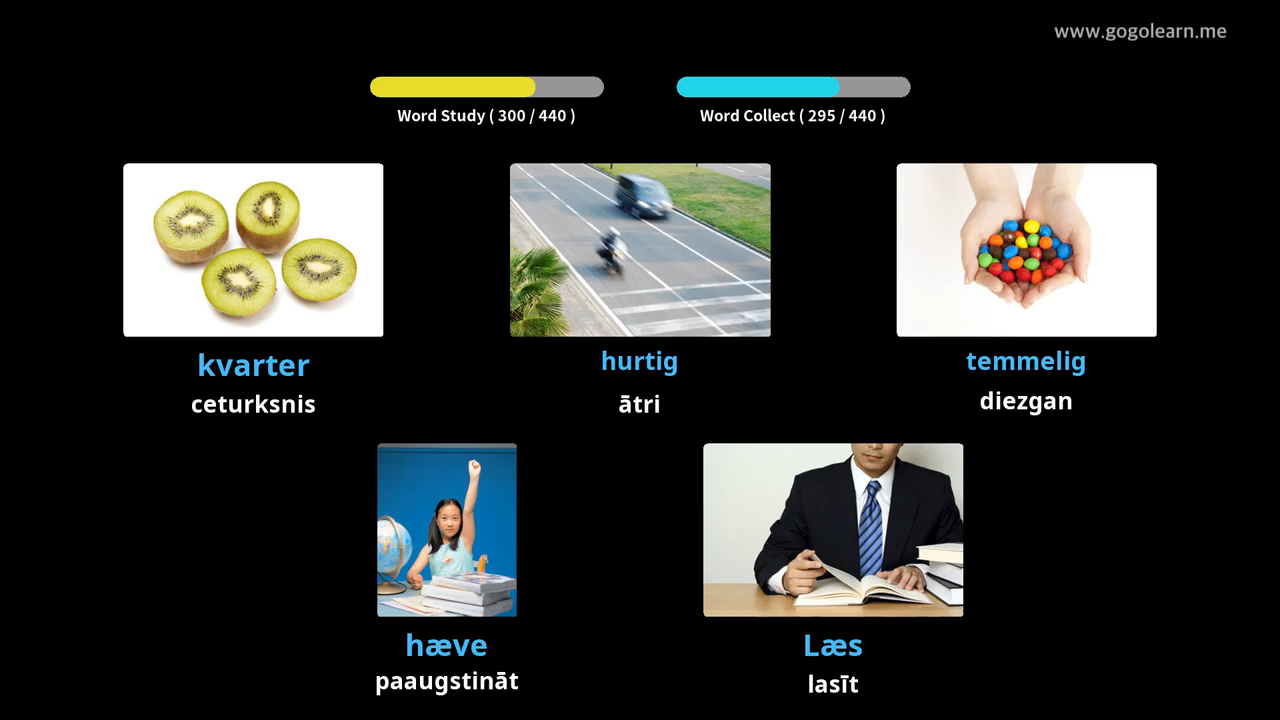 www.gogolearn.me
Word Study ( 300 / 440 )
Word Collect ( 295 / 440 )
kvarter
ceturksnis
hurtig
ātri
temmelig
diezgan
hæve
paaugstināt
Læs
lasīt